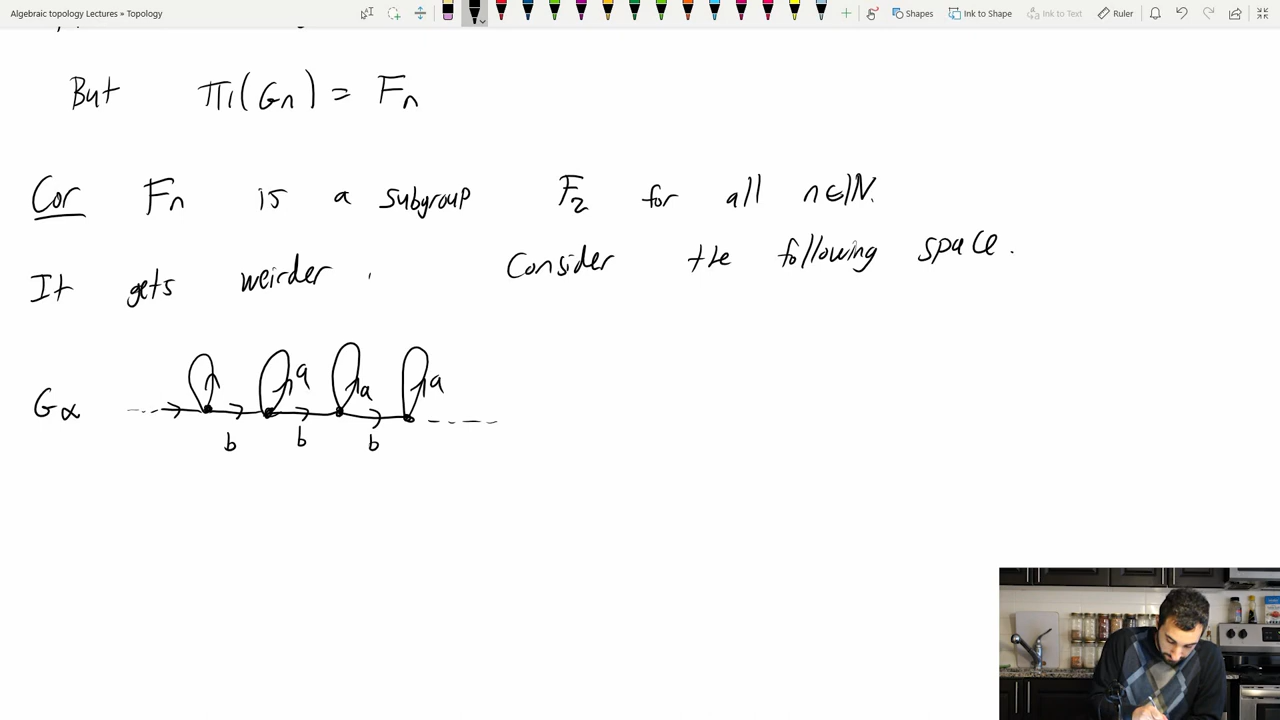 Algebraic topology Lectures » Topology
Shapes Ink to Shape Ink to Text Ruler
But π1(Gn) = Fn
Cor Fn is a subgroup F2 for all n∈ℕ.
It gets weirder. Consider the following space.
G∞
a a a
b b b